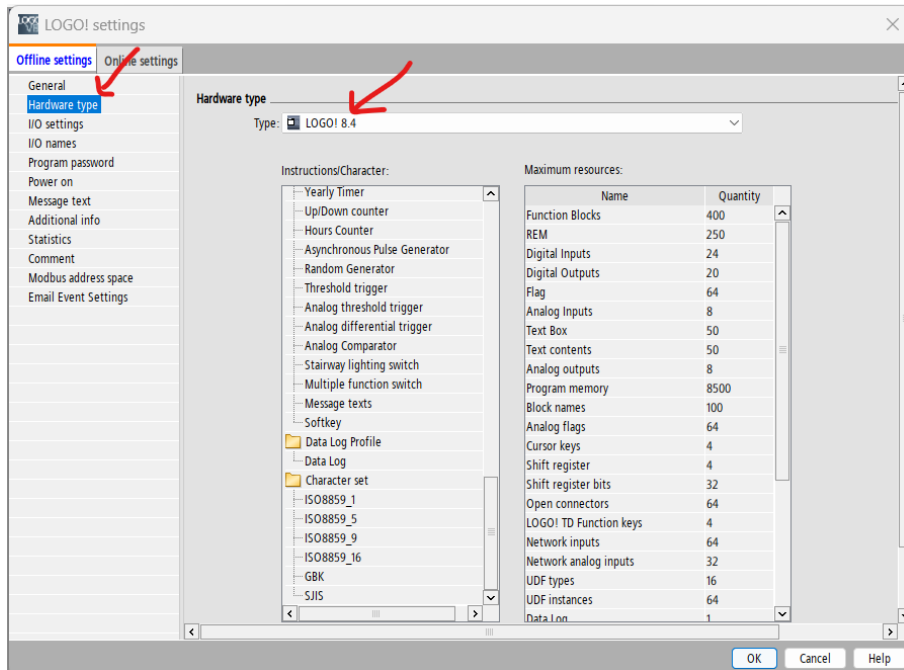 LOGO! settings
Offline settings
Online settings
General
Hardware type
I/O settings
I/O names
Program password
Power on
Message text
Additional info
Statistics
Comment
Modbus address space
Email Event Settings
Hardware type
Type: LOGO! 8.4
Instructions/Character:
Yearly Timer
Up/Down counter
Hours Counter
Asynchronous Pulse Generator
Random Generator
Threshold trigger
Analog threshold trigger
Analog differential trigger
Analog Comparator
Stairway lighting switch
Multiple function switch
Message texts
Softkey
Data Log Profile
Data Log
Character set
ISO8859_1
ISO8859_5
ISO8859_9
ISO8859_16
GBK
SJIS
Maximum resources:
Name Quantity
Function Blocks 400
REM 250
Digital Inputs 24
Digital Outputs 20
Flag 64
Analog Inputs 8
Text Box 50
Text contents 50
Analog outputs 8
Program memory 8500
Block names 100
Analog flags 64
Cursor keys 4
Shift register 4
Shift register bits 32
Open connectors 64
LOGO! TD Function keys 4
Network inputs 64
Network analog inputs 32
UDF types 16
UDF instances 64
Data Log 1
OK Cancel Help